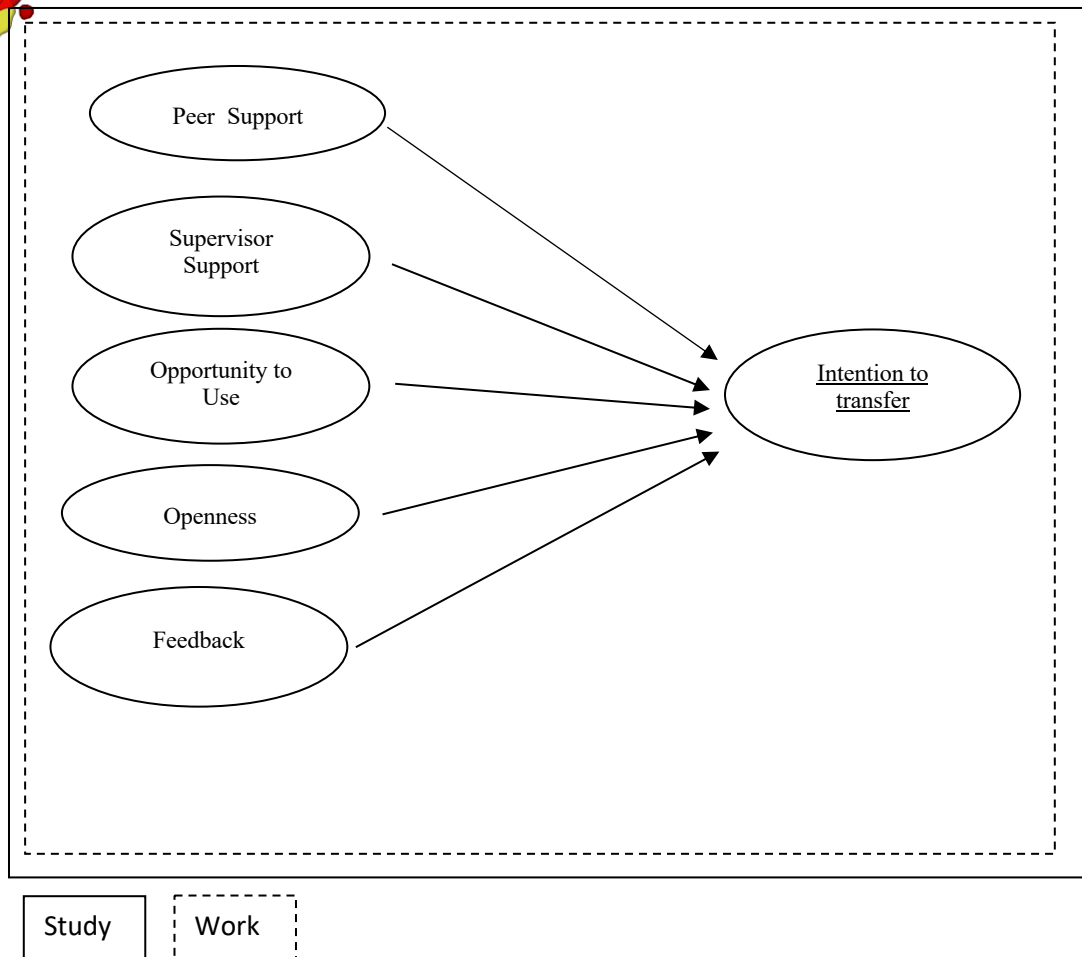 Peer Support
Supervisor
Support
Opportunity to
Use
Intention to
transfer
Openness
Feedback
Study
Work